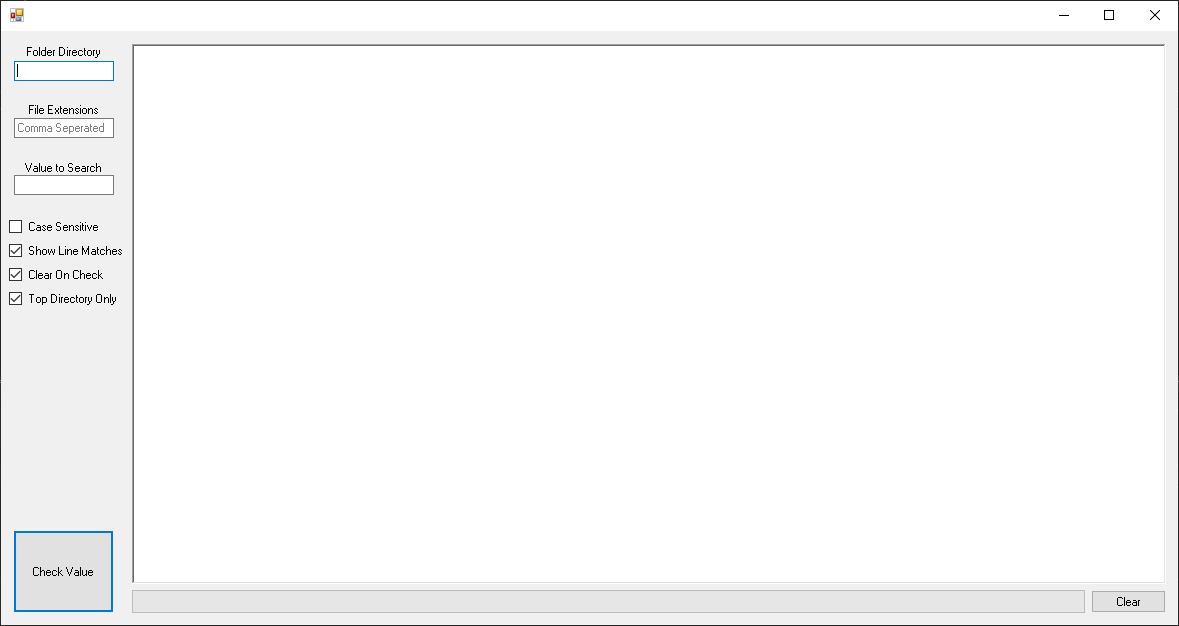 Folder Directory
File Extensions
Comma Seperated
Value to Search
Case Sensitive
Show Line Matches
Clear On Check
Top Directory Only
Check Value
Clear